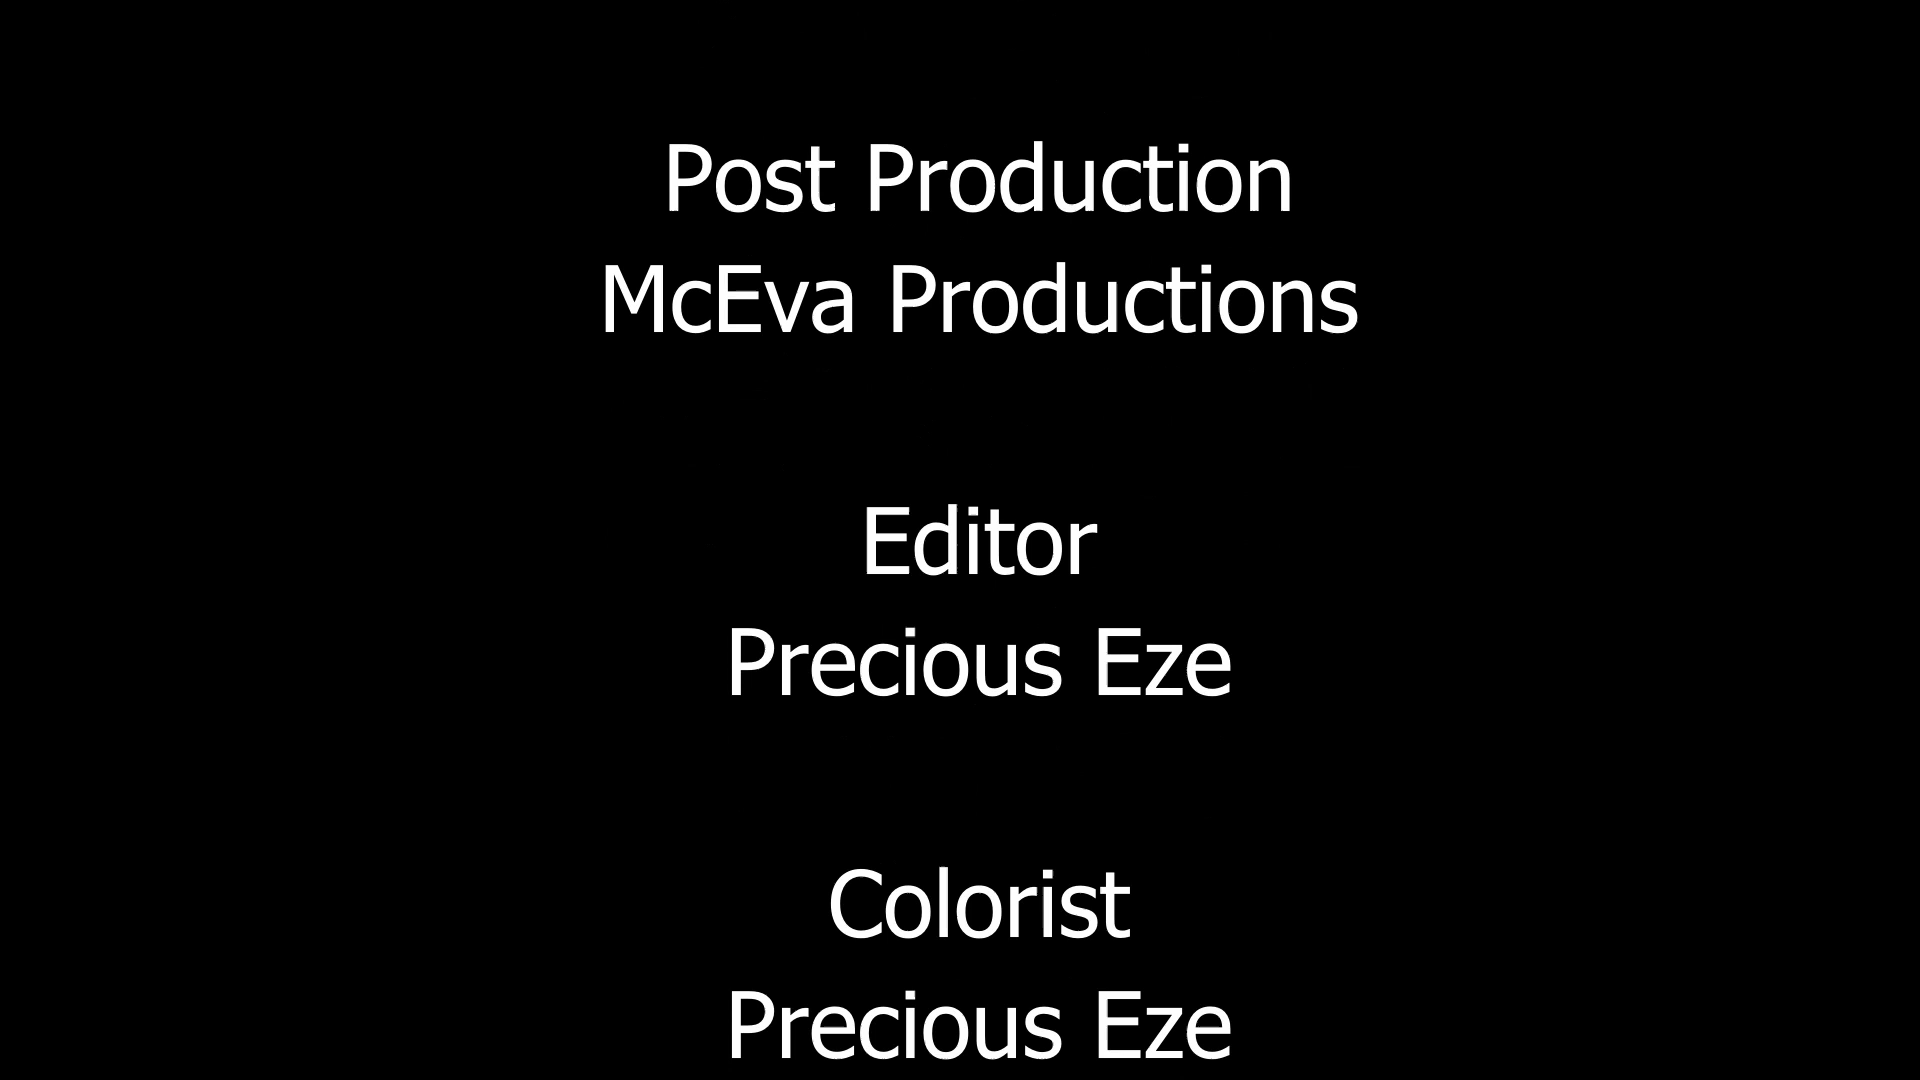 Post Production
McEva Productions
Editor
Precious Eze
Colorist
Precious Eze